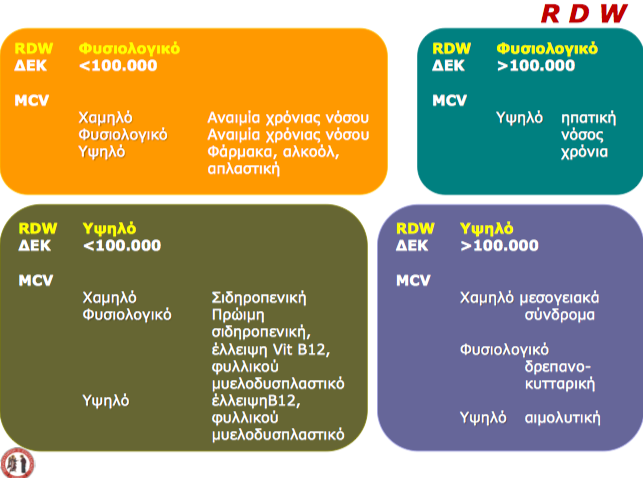 R D W
RDW Φυσιολογικό
ΔΕΚ <100.000
MCV
Χαμηλό Αναιμία χρόνιας νόσου
Φυσιολογικό Αναιμία χρόνιας νόσου
Υψηλό Φάρμακα, αλκοόλ,
απλαστική
RDW Φυσιολογικό
ΔΕΚ >100.000
MCV
Υψηλό ηπατική
νόσος
χρόνια
RDW Υψηλό
ΔΕΚ <100.000
MCV
Χαμηλό Σιδηροπενική
Φυσιολογικό Πρώιμη
σιδηροπενική,
έλλειψη Vit B12,
φυλλικού
μυελοδυσπλαστικό
Υψηλό έλλειψηB12,
φυλλικού
μυελοδυσπλαστικό
RDW Υψηλό
ΔΕΚ >100.000
MCV
Χαμηλό μεσογειακά
σύνδρομα
Φυσιολογικό
δρεπανο-
κυτταρική
Υψηλό αιμολυτική